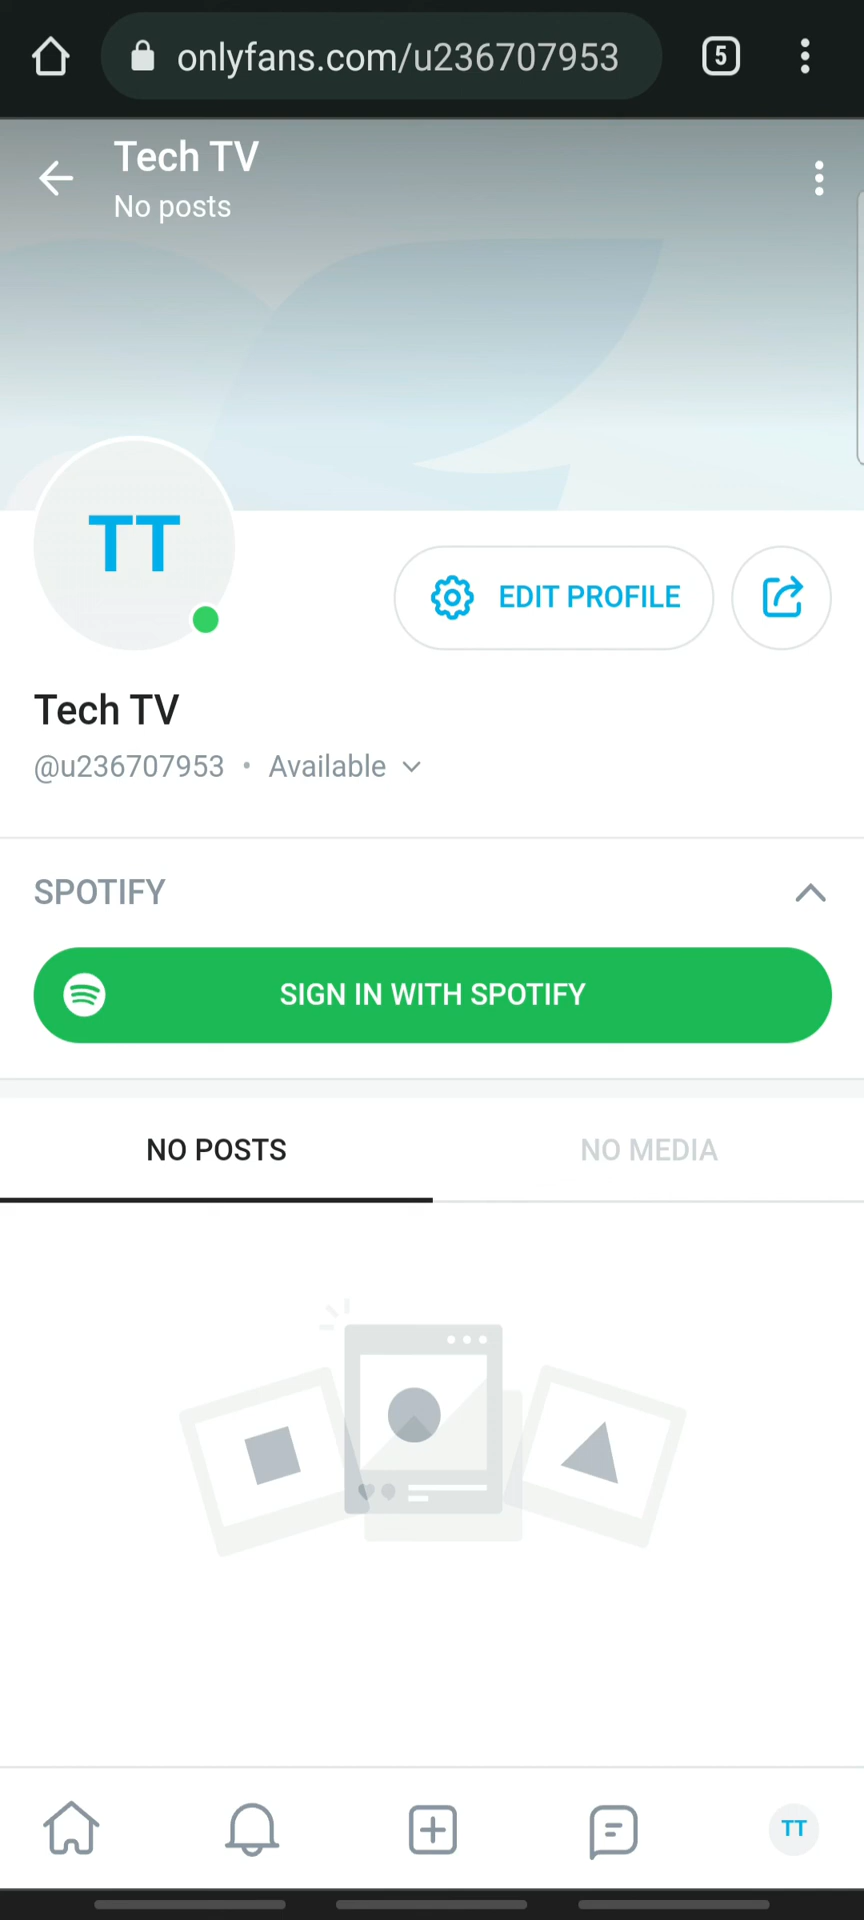 onlyfans.com/u236707953
5
Tech TV
No posts
TT
EDIT PROFILE
Tech TV
@u236707953 • Available
SPOTIFY
SIGN IN WITH SPOTIFY
NO POSTS
NO MEDIA
TT